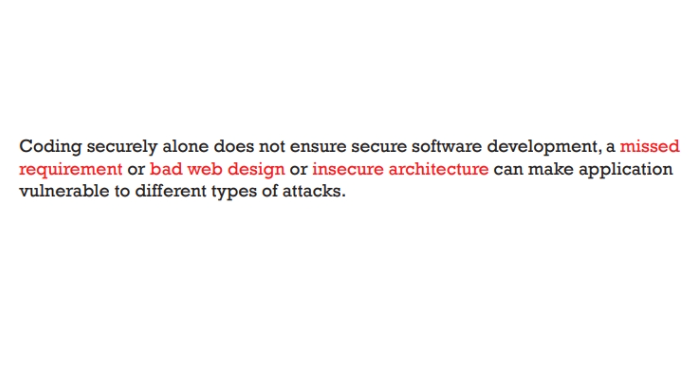 Coding securely alone does not ensure secure software development, a missed
requirement or bad web design or insecure architecture can make application
vulnerable to different types of attacks.